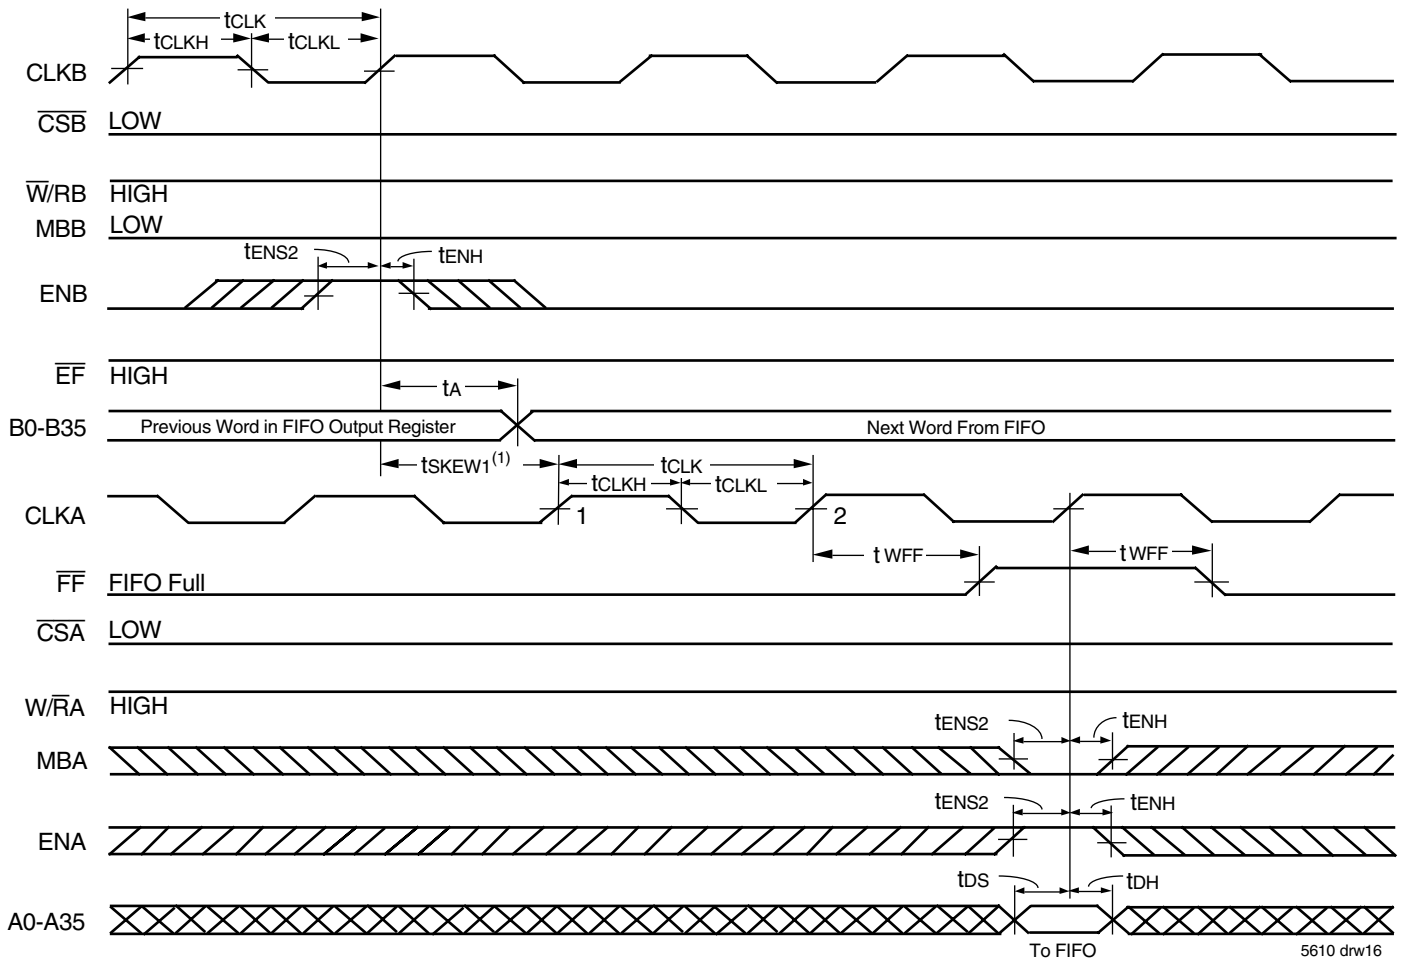 tCLK
tCLKH tCLKL
CLKB
CSB LOW
W/RB HIGH
MBB LOW
tENS2 tENH
ENB
EF HIGH
tA
B0-B35 Previous Word in FIFO Output Register Next Word From FIFO
tSKEW1(1) tCLK
tCLKH tCLKL
CLKA 1 2
tWFF tWFF
FF FIFO Full
CSA LOW
W/RA HIGH
tENS2 tENH
MBA
tENS2 tENH
ENA
tDS tDH
A0-A35
To FIFO 5610 drw16